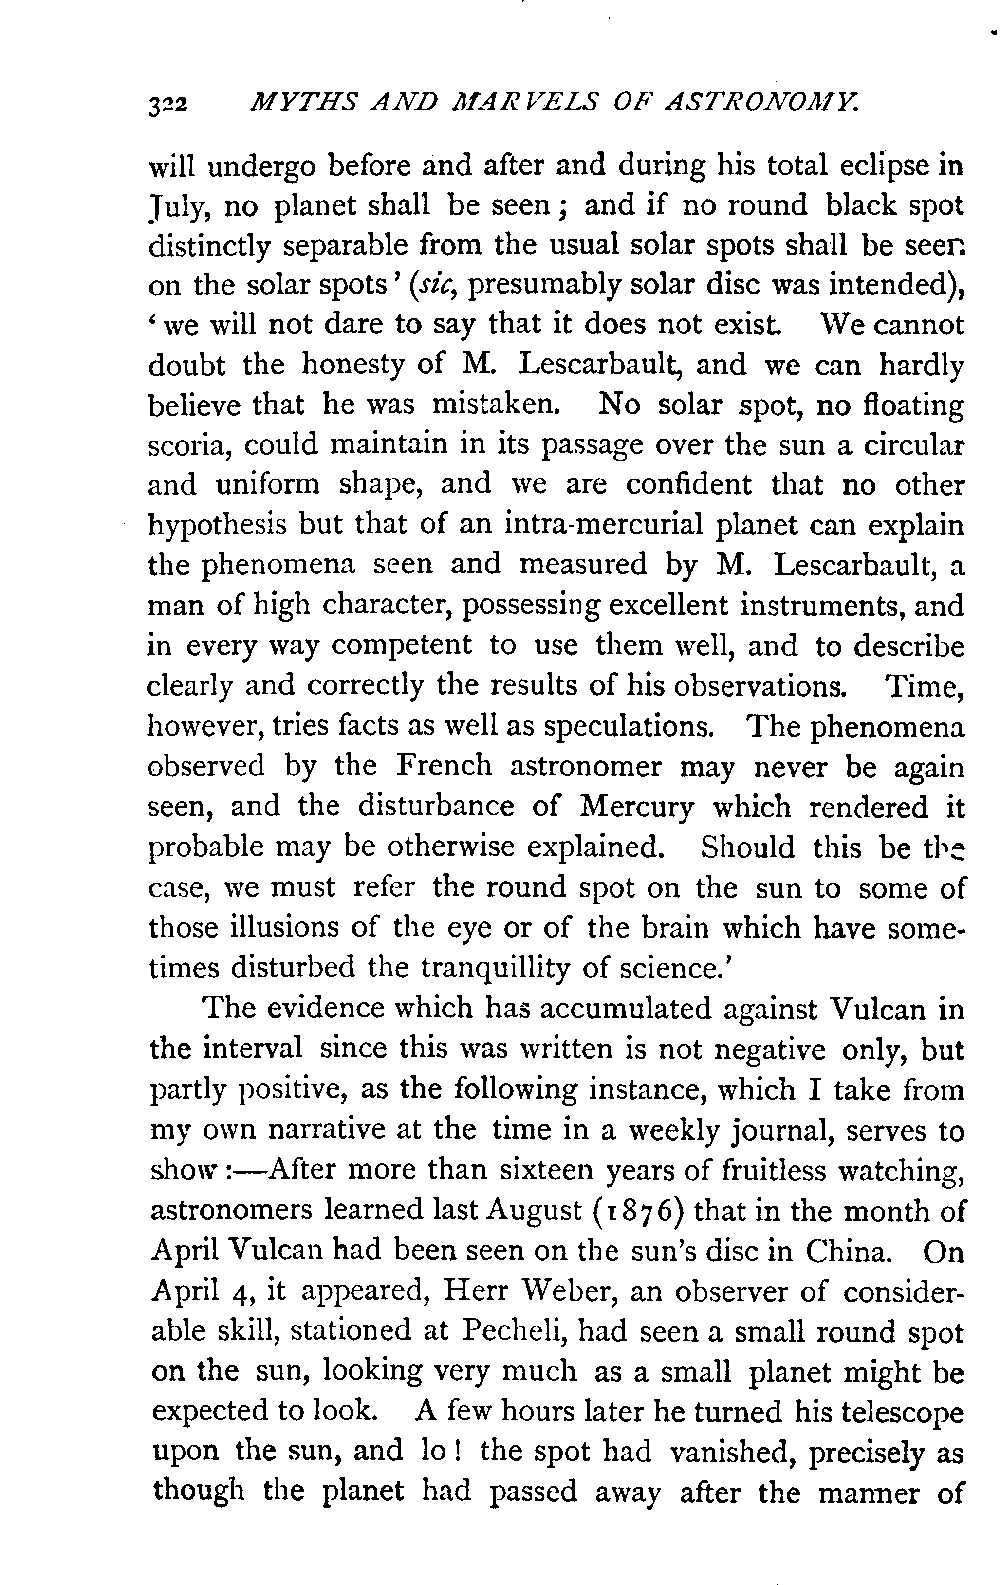 322 MYTHS AND MARVELS OF ASTRONOMY.
will undergo before and after and during his total eclipse in
July, no planet shall be seen ; and if no round black spot
distinctly separable from the usual solar spots shall be seen
on the solar spots ' (sic, presumably solar disc was intended),
‘ we will not dare to say that it does not exist. We cannot
doubt the honesty of M. Lescarbault, and we can hardly
believe that he was mistaken. No solar spot, no floating
scoria, could maintain in its passage over the sun a circular
and uniform shape, and we are confident that no other
hypothesis but that of an intra-mercurial planet can explain
the phenomena seen and measured by M. Lescarbault, a
man of high character, possessing excellent instruments, and
in every way competent to use them well, and to describe
clearly and correctly the results of his observations. Time,
however, tries facts as well as speculations. The phenomena
observed by the French astronomer may never be again
seen, and the disturbance of Mercury which rendered it
probable may be otherwise explained. Should this be the
case, we must refer the round spot on the sun to some of
those illusions of the eye or of the brain which have some-
times disturbed the tranquillity of science.’
The evidence which has accumulated against Vulcan in
the interval since this was written is not negative only, but
partly positive, as the following instance, which I take from
my own narrative at the time in a weekly journal, serves to
show :—After more than sixteen years of fruitless watching,
astronomers learned last August (1876) that in the month of
April Vulcan had been seen on the sun's disc in China. On
April 4, it appeared, Herr Weber, an observer of consider-
able skill, stationed at Pecheli, had seen a small round spot
on the sun, looking very much as a small planet might be
expected to look. A few hours later he turned his telescope
upon the sun, and lo ! the spot had vanished, precisely as
though the planet had passed away after the manner of